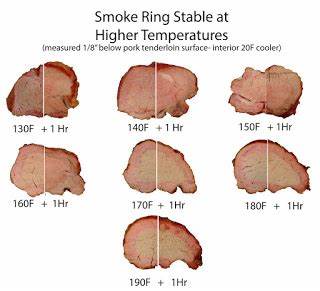 Smoke Ring Stable at
Higher Temperatures
(measured 1/8" below pork tenderloin surface- interior 20F cooler)
130F + 1 Hr
140F + 1 Hr
150F + 1Hr
160F + 1Hr
170F + 1Hr
180F + 1Hr
190F + 1Hr